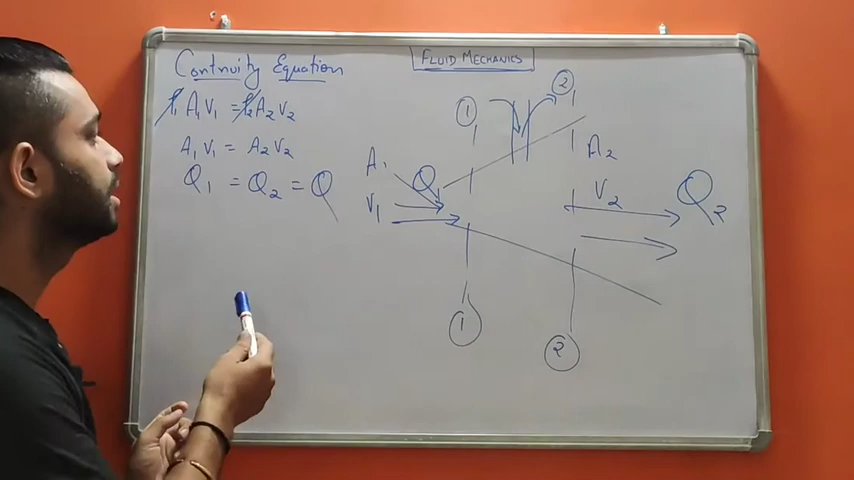 FLUID MECHANICS
Contnuity Equation
ρ₁ A₁ V₁ = ρ₂ A₂ V₂
A₁ V₁ = A₂ V₂
Q₁ = Q₂ = Q
1
2
A₁
Q₁
V₁
A₂
V₂
Q₂
1
2